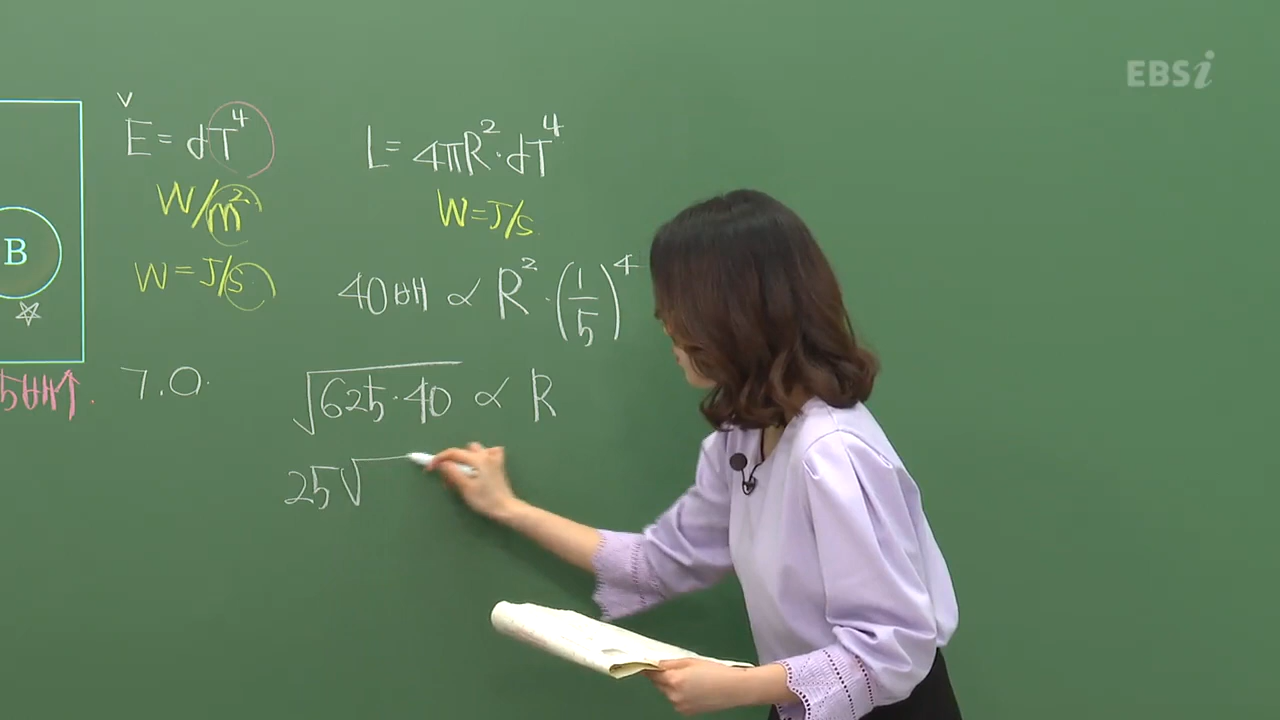 EBSi
∨
E = σT⁴
L = 4πR²·σT⁴
W/m²
W = J/s.
B
W = J/s.
40배 ∝ R²·(1/5)⁴
5배↑.
7.0.
√625·40 ∝ R
25√